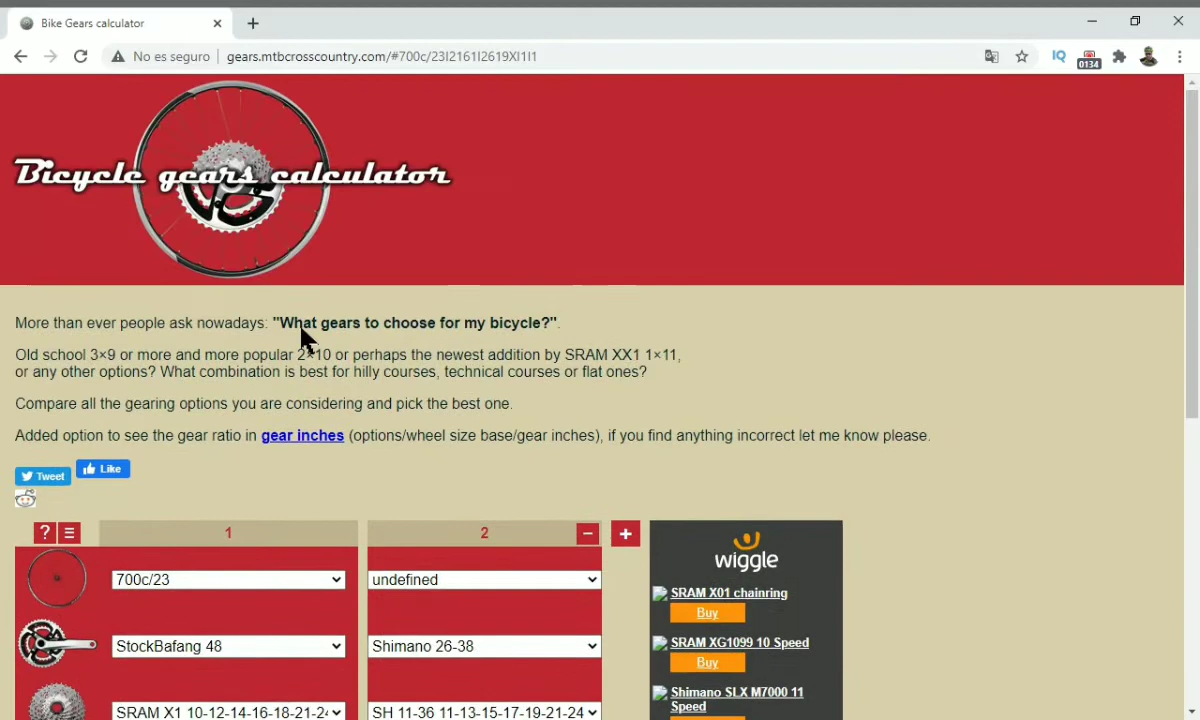 Bike Gears calculator
No es seguro
gears.mtbcrosscountry.com/#700c/23I2161I2619XI1I1
IQ
0134
Bicycle gears calculator
More than ever people ask nowadays: "What gears to choose for my bicycle?".
Old school 3×9 or more and more popular 2×10 or perhaps the newest addition by SRAM XX1 1×11,
or any other options? What combination is best for hilly courses, technical courses or flat ones?
Compare all the gearing options you are considering and pick the best one.
Added option to see the gear ratio in gear inches (options/wheel size base/gear inches), if you find anything incorrect let me know please.
Tweet
Like
?
1
2
−
+
700c/23
undefined
StockBafang 48
Shimano 26-38
SRAM X1 10-12-14-16-18-21-24
SH 11-36 11-13-15-17-19-21-24
wiggle
SRAM X01 chainring
Buy
SRAM XG1099 10 Speed
Buy
Shimano SLX M7000 11
Speed